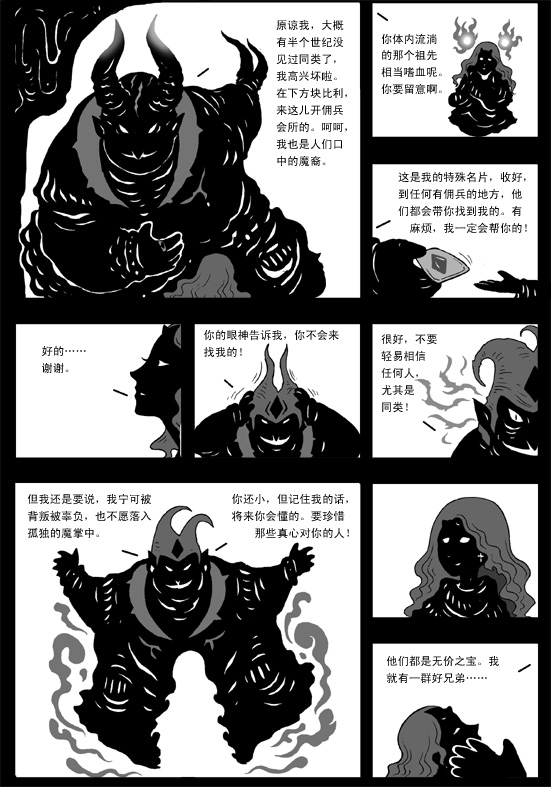 原谅我，大概
有半个世纪没
见过同类了，
我高兴坏啦。
在下方块比利，
来这儿开佣兵
会所的。呵呵，
我也是人们口
中的魔裔。
你体内流淌
的那个祖先
相当嗜血呢。
你要留意啊。
这是我的特殊名片，收好，
到任何有佣兵的地方，他
们都会带你找到我的。有
麻烦，我一定会帮你的！
好的……
谢谢。
你的眼神告诉我，你不会来
找我的！
很好，不要
轻易相信
任何人，
尤其是
同类！
但我还是要说，我宁可被
背叛被辜负，也不愿落入
孤独的魔掌中。
你还小，但记住我的话，
将来你会懂的。要珍惜
那些真心对你的人！
他们都是无价之宝。我
就有一群好兄弟……